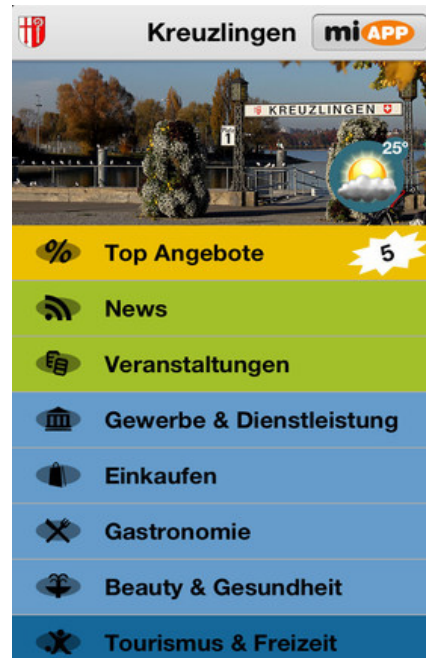 Kreuzlingen
mi APP
KREUZLINGEN
1
25°
% Top Angebote
5
News
Veranstaltungen
Gewerbe & Dienstleistung
Einkaufen
Gastronomie
Beauty & Gesundheit
Tourismus & Freizeit